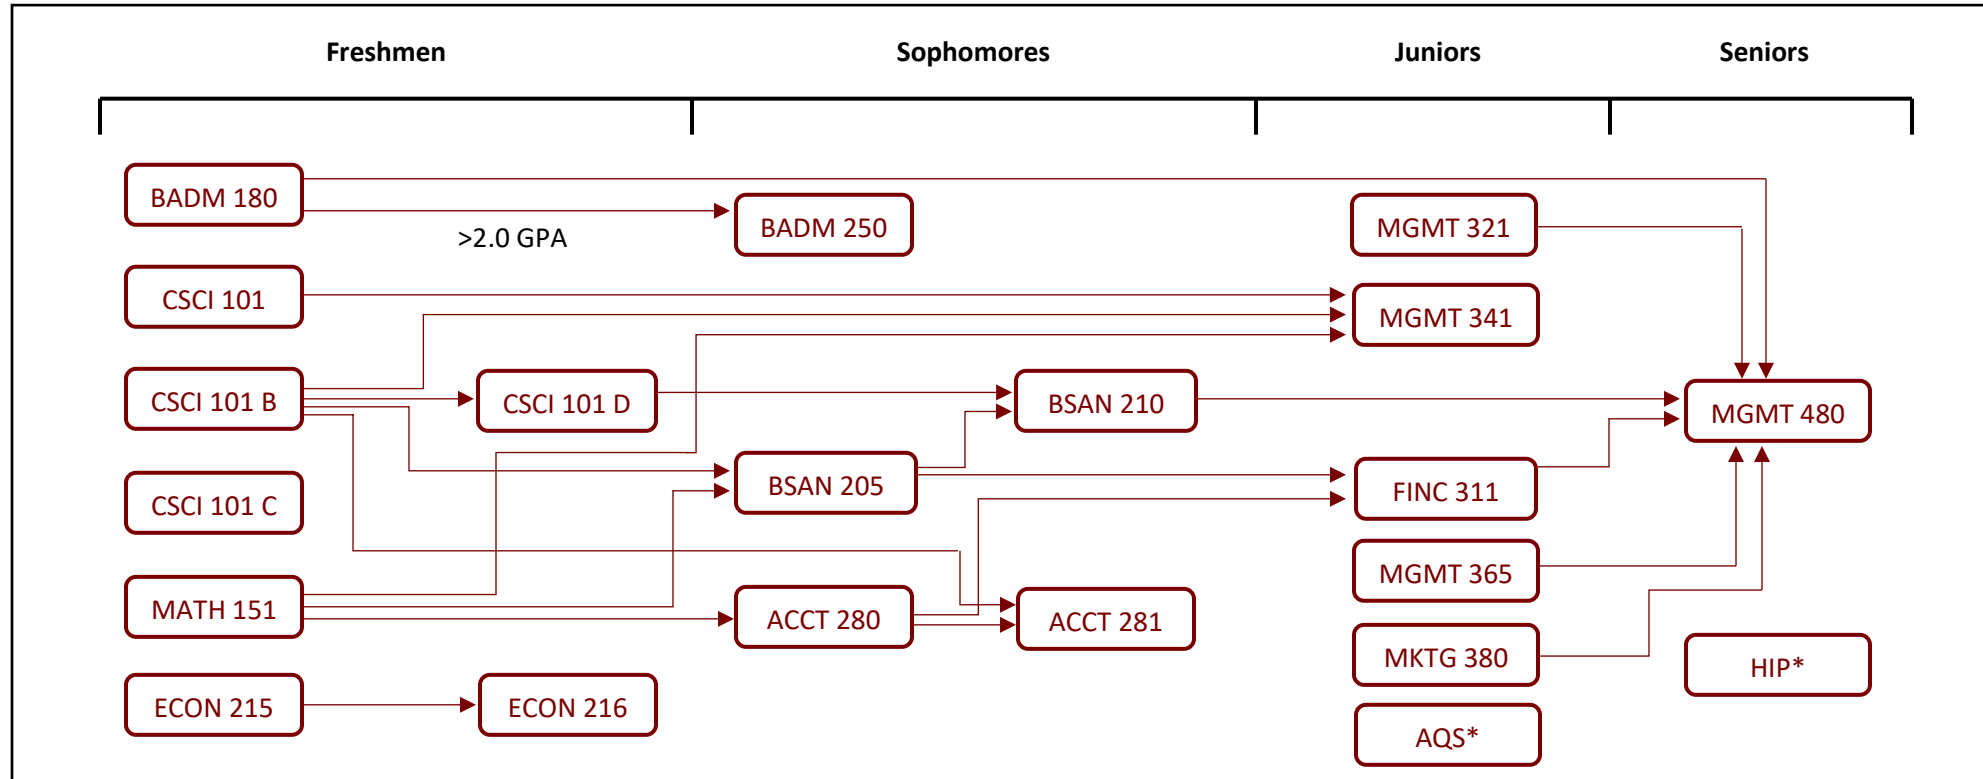 Freshmen
Sophomores
Juniors
Seniors
BADM 180
>2.0 GPA
BADM 250
MGMT 321
CSCI 101
MGMT 341
CSCI 101 B
CSCI 101 D
BSAN 210
MGMT 480
BSAN 205
CSCI 101 C
FINC 311
MGMT 365
MATH 151
ACCT 280
ACCT 281
MKTG 380
HIP*
ECON 215
ECON 216
AQS*